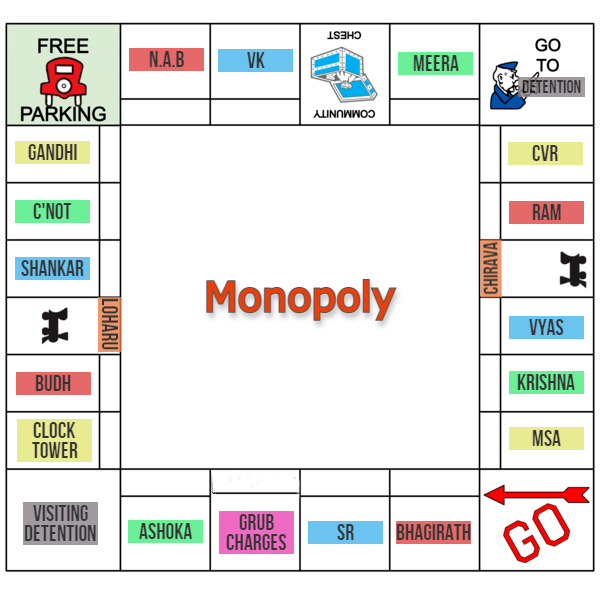 FREE
PARKING
N.A.B
VK
CHEST
COMMUNITY
MEERA
GO
TO
DETENTION
GANDHI
CVR
C'NOT
RAM
SHANKAR
CHIRAVA
Monopoly
LOHARU
VYAS
BUDH
KRISHNA
CLOCK
TOWER
MSA
VISITING
DETENTION
ASHOKA
GRUB
CHARGES
SR
BHAGIRATH
GO